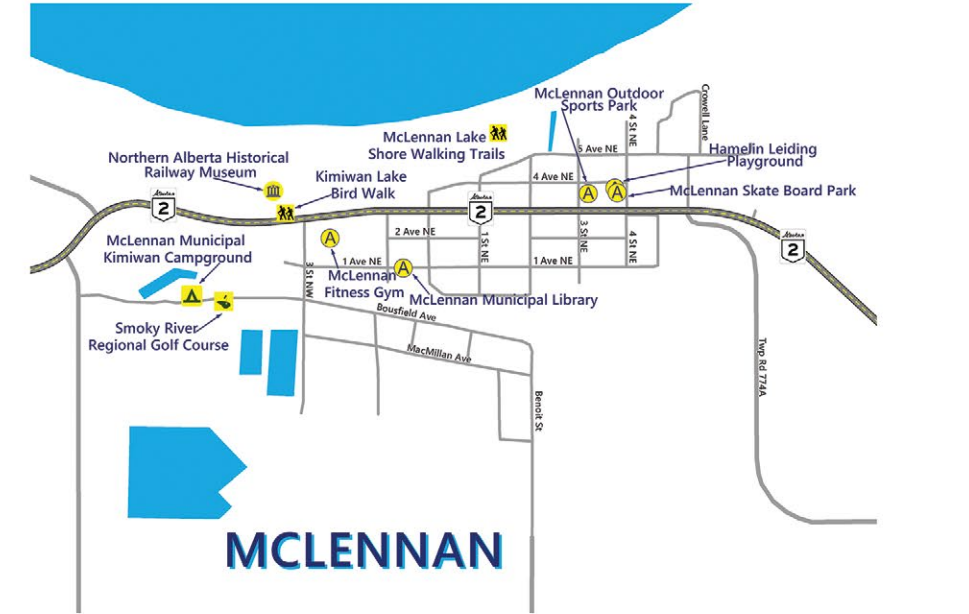 McLennan Outdoor
Sports Park
Crowell Lane
4 St NE
McLennan Lake
Shore Walking Trails
5 Ave NE
Hamelin Leiding
Playground
Northern Alberta Historical
Railway Museum
Kimiwan Lake
Bird Walk
4 Ave NE
A
A
McLennan Skate Board Park
Alberta
2
2
Alberta
2
McLennan Municipal
Kimiwan Campground
A
2 Ave NE
1 St NE
3 St NE
4 St NE
3 St NW
1 Ave NE
A
1 Ave NE
McLennan
Fitness Gym
McLennan Municipal Library
Bousfield Ave
Smoky River
Regional Golf Course
MacMillan Ave
Twp Rd 774A
Benoit St
MCLENNAN